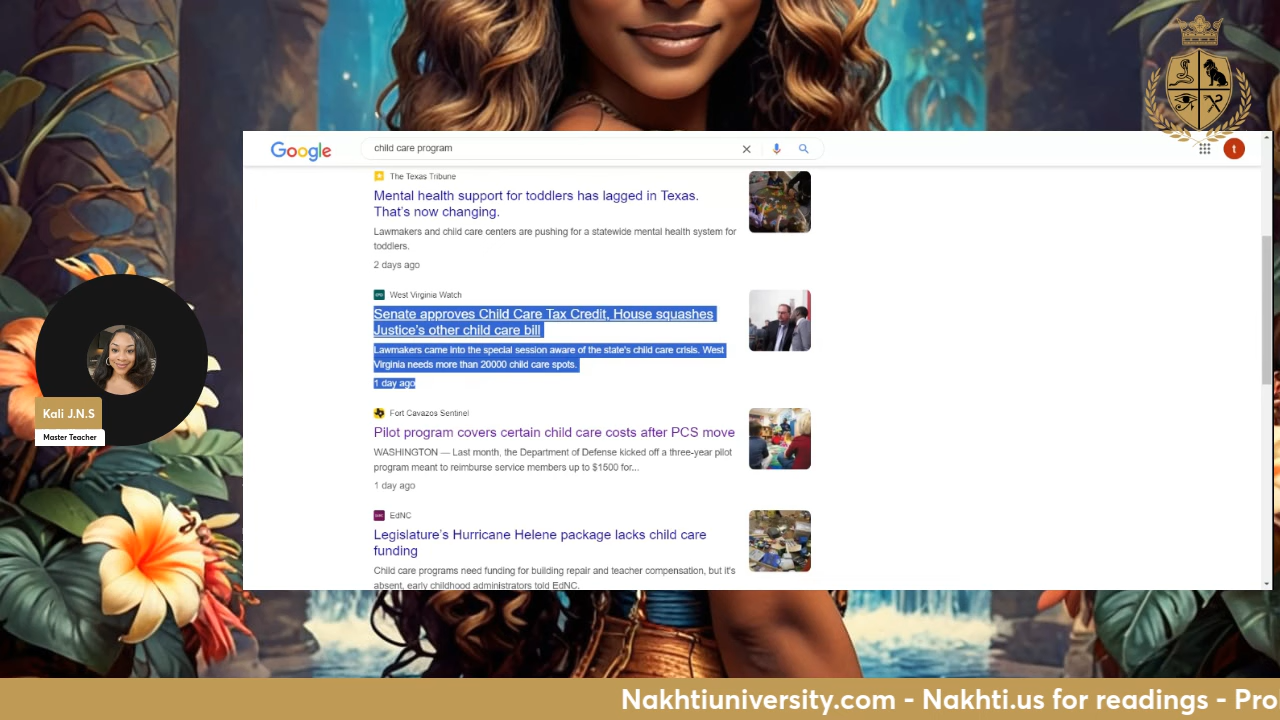 Google
child care program
t
The Texas Tribune
Mental health support for toddlers has lagged in Texas.
That's now changing.
Lawmakers and child care centers are pushing for a statewide mental health system for
toddlers.
2 days ago
West Virginia Watch
Senate approves Child Care Tax Credit, House squashes
Justice's other child care bill
Lawmakers came into the special session aware of the state's child care crisis. West
Virginia needs more than 20000 child care spots.
1 day ago
Fort Cavazos Sentinel
Pilot program covers certain child care costs after PCS move
WASHINGTON — Last month, the Department of Defense kicked off a three-year pilot
program meant to reimburse service members up to $1500 for...
1 day ago
EdNC
Legislature's Hurricane Helene package lacks child care
funding
Child care programs need funding for building repair and teacher compensation, but it's
absent, early childhood administrators told EdNC.
Kali J.N.S
Master Teacher
Nakhtiuniversity.com - Nakhti.us for readings - Pro